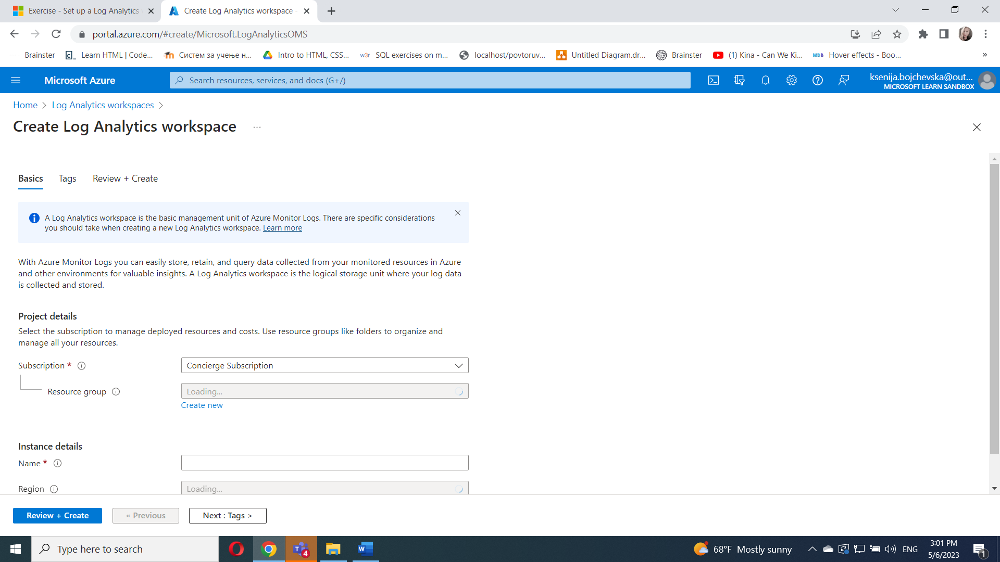 Exercise - Set up a Log Analytics
Create Log Analytics workspace -
portal.azure.com/#create/Microsoft.LogAnalyticsOMS
Brainster
Learn HTML | Code...
Систем за учење н...
Intro to HTML, CSS...
w3r SQL exercises on m...
localhost/povtoruv...
Untitled Diagram.dr...
Brainster
(1) Kina - Can We Ki...
MDB Hover effects - Boo...
»
Microsoft Azure
Search resources, services, and docs (G+/)
ksenija.bojchevska@out...
MICROSOFT LEARN SANDBOX
Home > Log Analytics workspaces >
Create Log Analytics workspace ...
Basics Tags Review + Create
A Log Analytics workspace is the basic management unit of Azure Monitor Logs. There are specific considerations
you should take when creating a new Log Analytics workspace. Learn more
With Azure Monitor Logs you can easily store, retain, and query data collected from your monitored resources in Azure
and other environments for valuable insights. A Log Analytics workspace is the logical storage unit where your log data
is collected and stored.
Project details
Select the subscription to manage deployed resources and costs. Use resource groups like folders to organize and
manage all your resources.
Subscription *
Concierge Subscription
Resource group
Loading...
Create new
Instance details
Name *
Region
Loading...
Review + Create
« Previous
Next : Tags >
Type here to search
4
68°F Mostly sunny
ENG
3:01 PM
5/6/2023
1